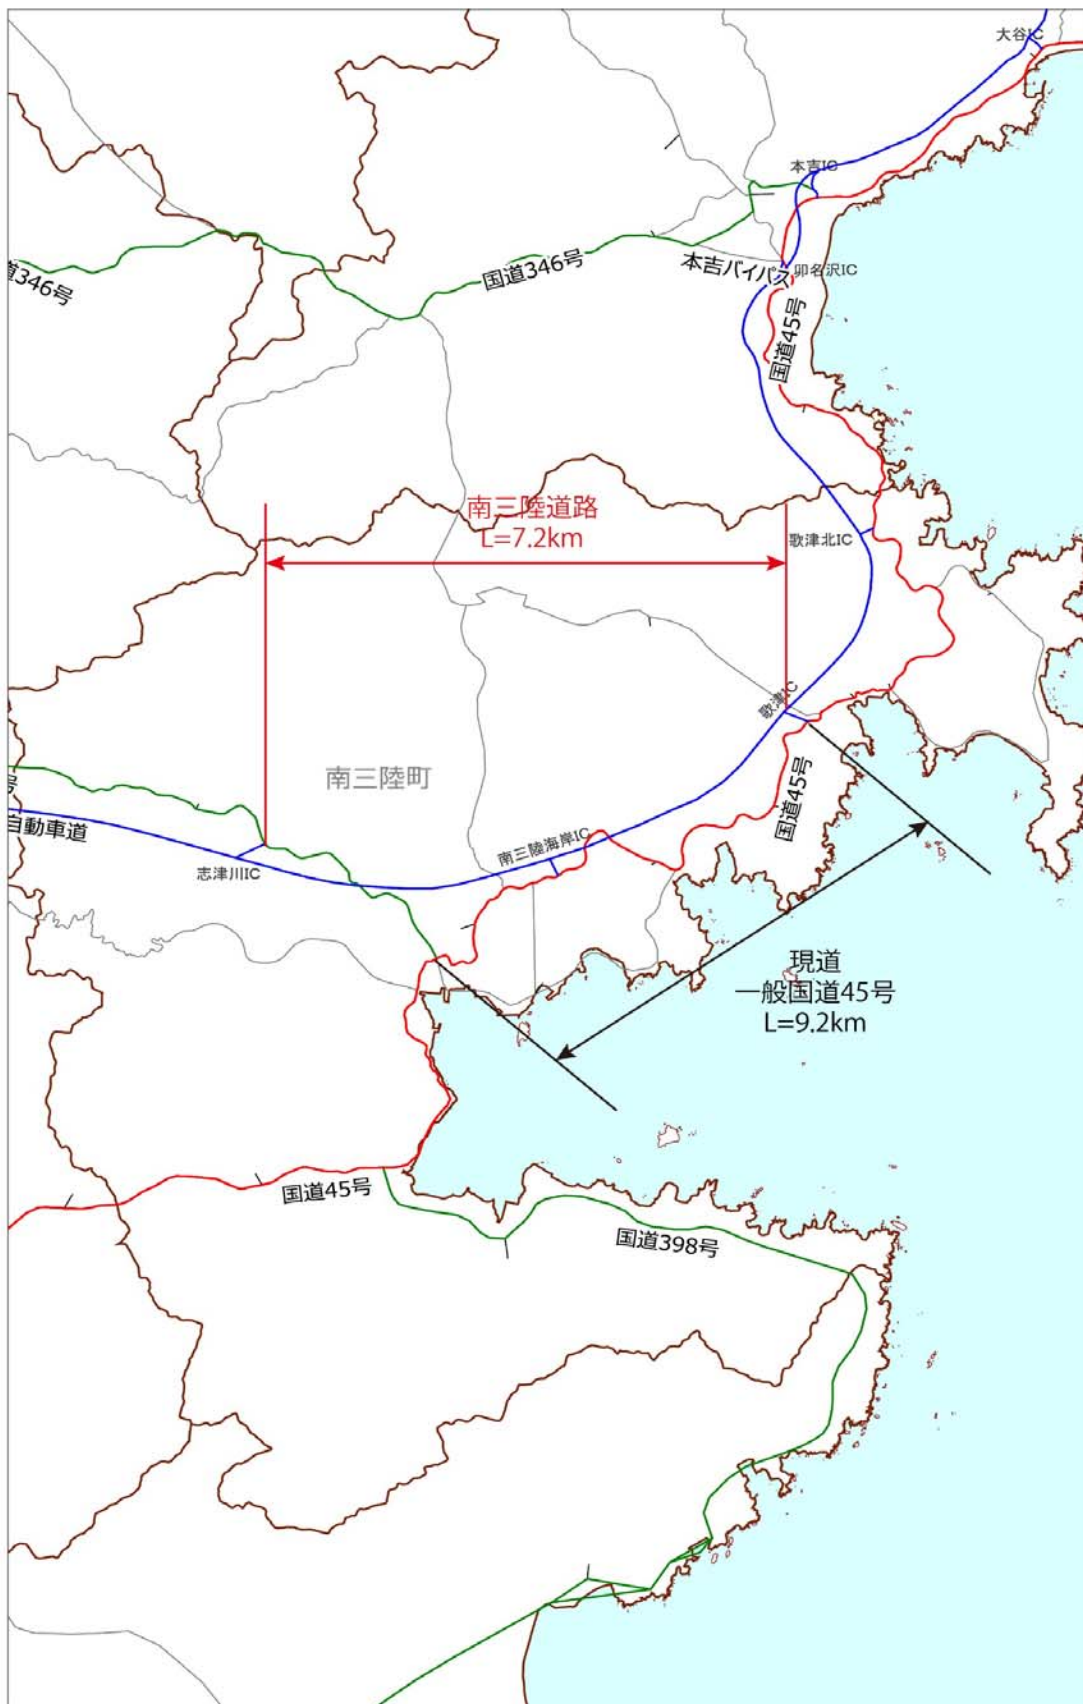 大谷IC
本吉IC
国道346号
道346号
本吉バイパス
卯名沢IC
国道45号
南三陸道路
L=7.2km
歌津北IC
歌津IC
南三陸町
国道45号
号
自動車道
南三陸海岸IC
志津川IC
現道
一般国道45号
L=9.2km
国道45号
国道398号